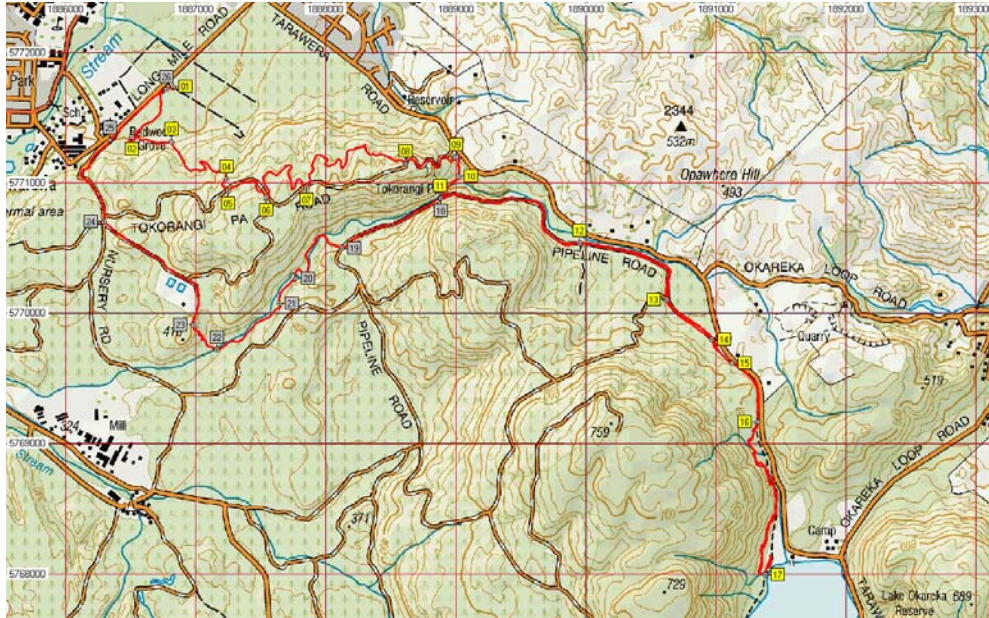 1886000 1887000 1888000 1889000 1890000 1891000 1892000 1893000
5772000
Stream
LONG MILE ROAD
TARAWERA
ROAD
Park
Sch
Reservoir
26 01
25
Redwood
Grove
02
03
2344
532m
Opawhero Hill
493
04
08
09
10
5771000
05
06
07
11
18
Tokorangi P
TOKORANGI PA ROAD
ermal area
24
19
20
21
12
PIPELINE ROAD
13
OKAREKA LOOP ROAD
Quarry
NURSERY RD
5770000
23
22
PIPELINE ROAD
14
15
519
16
759
Mill
324
5769000
Stream
371
OKAREKA LOOP ROAD
Camp
5768000
729
17
TARAW
Lake Okareka
Reserve
689